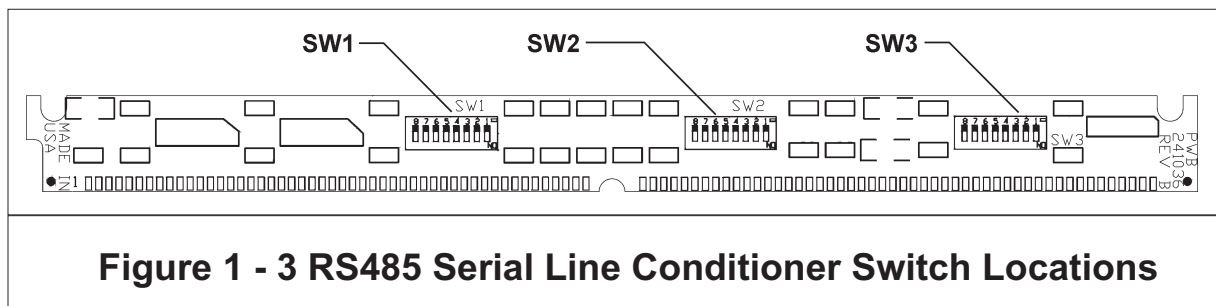 SW1 SW2 SW3
SW1 SW2
8 7 6 5 4 3 2 1 8 7 6 5 4 3 2 1 8 7 6 5 4 3 2 1
SW3
MADE
IN
USA
1
PWB
241036
REV B
Figure 1 - 3 RS485 Serial Line Conditioner Switch Locations